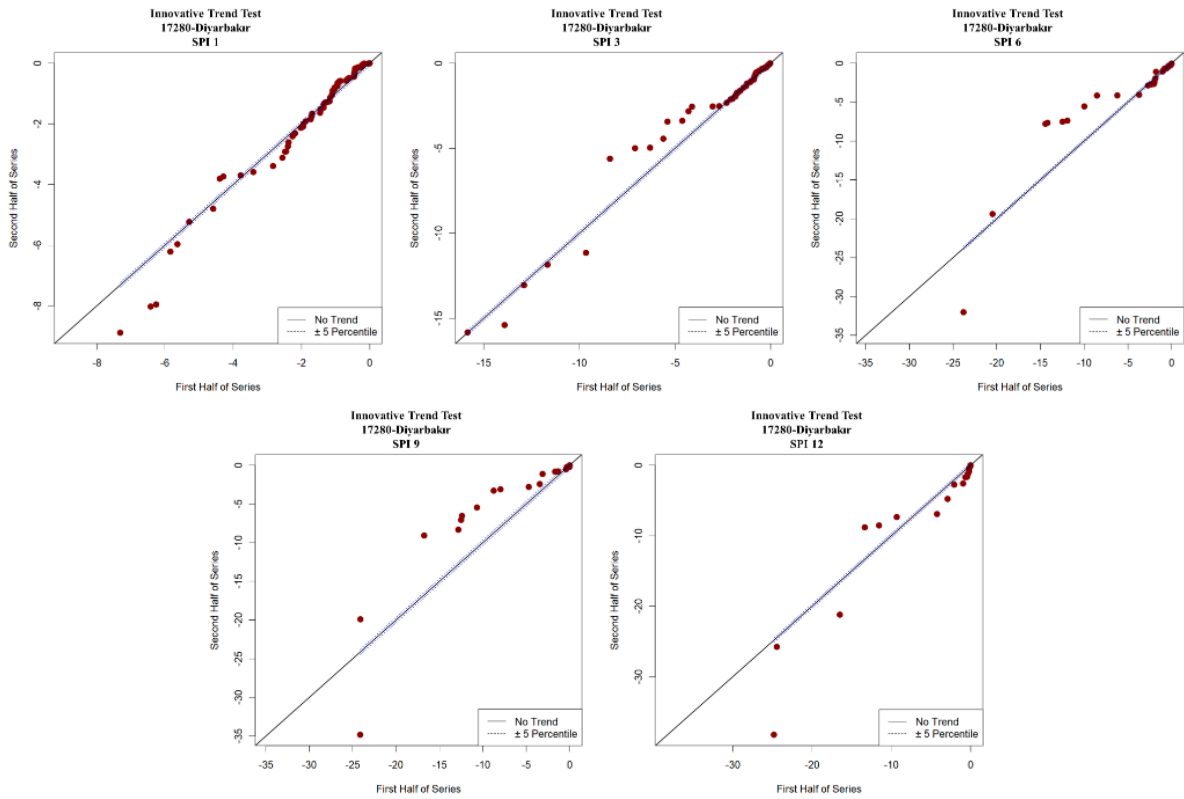 Innovative Trend Test
17280-Diyarbakır
SPI 1
Second Half of Series
0
-2
-4
-6
-8
-8
-6
-4
-2
0
First Half of Series
No Trend
± 5 Percentile
Innovative Trend Test
17280-Diyarbakır
SPI 3
Second Half of Series
0
-5
-10
-15
-15
-10
-5
0
First Half of Series
No Trend
± 5 Percentile
Innovative Trend Test
17280-Diyarbakır
SPI 6
Second Half of Series
0
-5
-10
-15
-20
-25
-30
-35
-35
-30
-25
-20
-15
-10
-5
0
First Half of Series
No Trend
± 5 Percentile
Innovative Trend Test
17280-Diyarbakır
SPI 9
Second Half of Series
0
-5
-10
-15
-20
-25
-30
-35
-35
-30
-25
-20
-15
-10
-5
0
First Half of Series
No Trend
± 5 Percentile
Innovative Trend Test
17280-Diyarbakır
SPI 12
Second Half of Series
0
-10
-20
-30
-30
-20
-10
0
First Half of Series
No Trend
± 5 Percentile